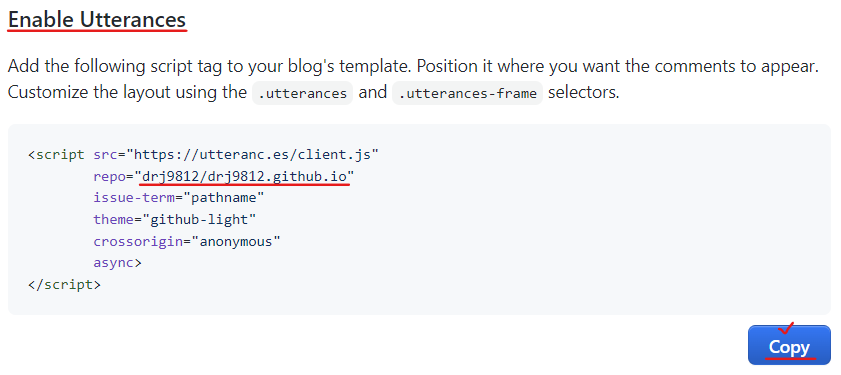 Enable Utterances
Add the following script tag to your blog's template. Position it where you want the comments to appear.
Customize the layout using the .utterances and .utterances-frame selectors.
<script src="https://utteranc.es/client.js"
        repo="drj9812/drj9812.github.io"
        issue-term="pathname"
        theme="github-light"
        crossorigin="anonymous"
        async>
</script>
Copy